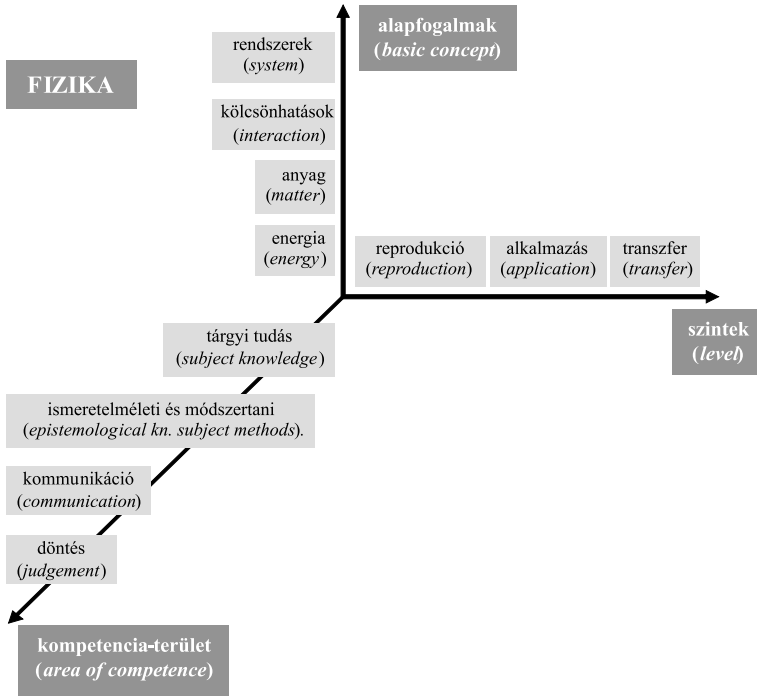 FIZIKA
alapfogalmak
(basic concept)
rendszerek
(system)
kölcsönhatások
(interaction)
anyag
(matter)
energia
(energy)
reprodukció
(reproduction)
alkalmazás
(application)
transzfer
(transfer)
szintek
(level)
tárgyi tudás
(subject knowledge)
ismeretelméleti és módszertani
(epistemological kn. subject methods).
kommunikáció
(communication)
döntés
(judgement)
kompetencia-terület
(area of competence)